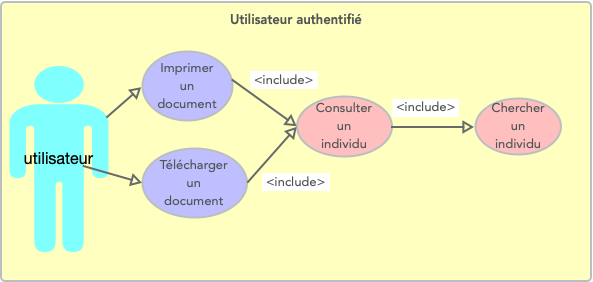 Utilisateur authentifié
Imprimer
un
document
<include>
Consulter
un
individu
<include>
Chercher
un
individu
utilisateur
Télécharger
un
document
<include>